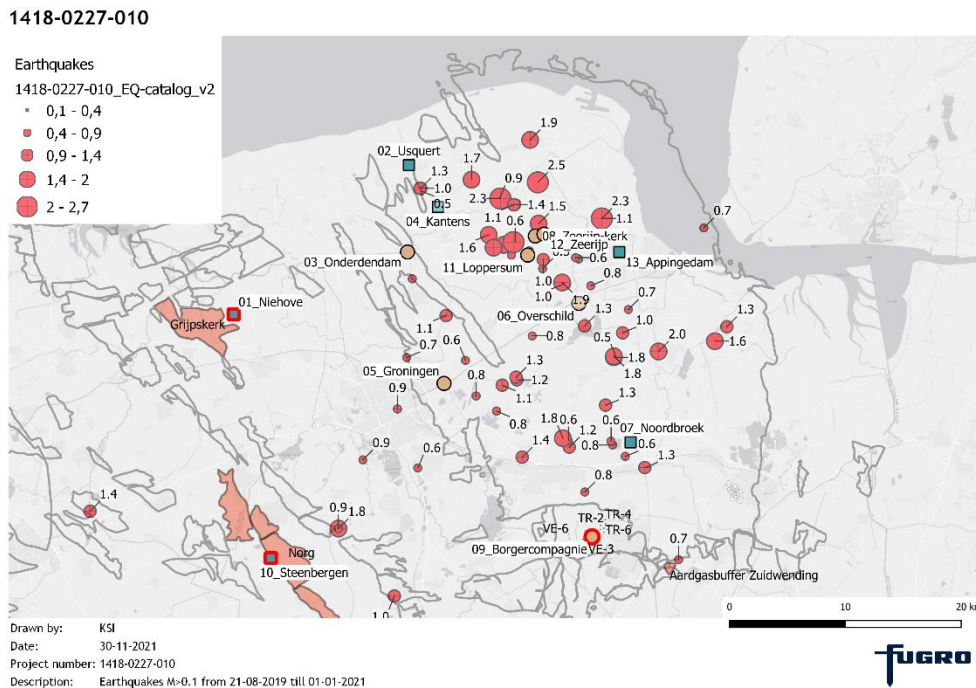 1418-0227-010
Earthquakes
1418-0227-010_EQ-catalog_v2
0,1 - 0,4
0,4 - 0,9
0,9 - 1,4
1,4 - 2
2 - 2,7
1.9
02_Usquert
1.3
1.0
0.5
1.7
0.9
2.5
2.3
1.4
2.3
1.1
04_Kantens
1.1
0.6
1.5
0.7
08_Zeerijp-kerk
12_Zeerijp
1.6
03_Onderdendam
11_Loppersum
0.6
13_Appingedam
0.8
1.0
1.0
1.9
01_Niehove
Grijpskerk
06_Overschild
0.7
1.3
1.0
1.3
1.1
0.8
0.5
2.0
1.6
0.7
0.6
1.8
1.8
05_Groningen
1.3
1.2
1.1
0.8
0.9
0.8
1.3
1.8
0.6
1.2
0.6
07_Noordbroek
0.8
0.6
0.9
0.6
1.4
1.3
0.8
1.4
0.9
1.8
TR-2
TR-4
TR-6
VE-6
09_Borgercompagnie
VE-3
Norg
10_Steenbergen
0.7
Aardgasbuffer Zuidwending
1.0
0 10 20 k
Drawn by: KSI
Date: 30-11-2021
Project number: 1418-0227-010
Description: Earthquakes M>0.1 from 21-08-2019 till 01-01-2021
FUGRO